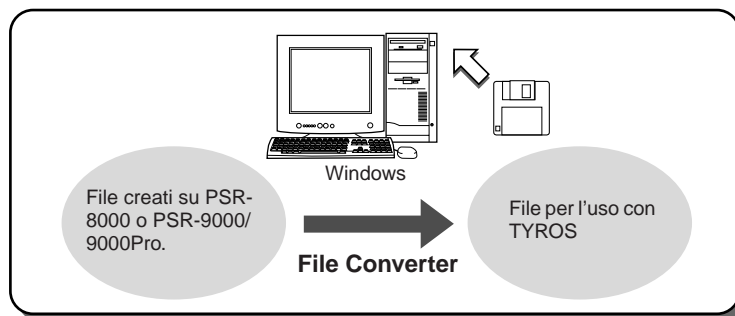 Windows
File creati su PSR-
8000 o PSR-9000/
9000Pro.
File Converter
File per l'uso con
TYROS